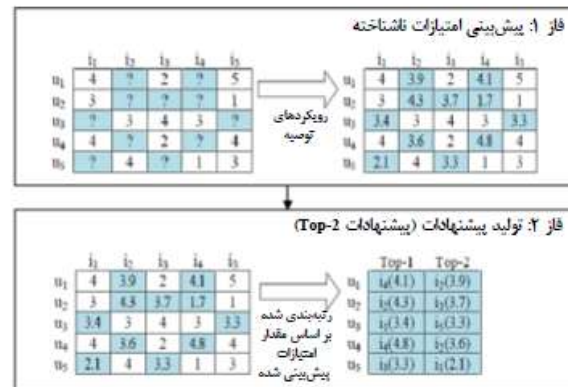 فاز ۱: پیش‌بینی امتیازات ناشناخته
i₁ i₂ i₃ i₄ i₅
u₁ 4 ? 2 ? 5
u₂ 3 ? ? ? 1
u₃ ? 3 4 3 ?
u₄ 4 ? 2 ? 4
u₅ ? 4 ? 1 3
رویکردهای
توصیه
i₁ i₂ i₃ i₄ i₅
u₁ 4 3.9 2 4.1 5
u₂ 3 4.3 3.7 1.7 1
u₃ 3.4 3 4 3 3.3
u₄ 4 3.6 2 4.8 4
u₅ 2.1 4 3.3 1 3
فاز ۲: تولید پیشنهادات (پیشنهادات Top-2)
i₁ i₂ i₃ i₄ i₅
u₁ 4 3.9 2 4.1 5
u₂ 3 4.3 3.7 1.7 1
u₃ 3.4 3 4 3 3.3
u₄ 4 3.6 2 4.8 4
u₅ 2.1 4 3.3 1 3
رتبه‌بندی شده
بر اساس مقدار
امتیازات
پیش‌بینی شده
Top-1 Top-2
u₁ i₄(4.1) i₂(3.9)
u₂ i₂(4.3) i₃(3.7)
u₃ i₁(3.4) i₅(3.3)
u₄ i₄(4.8) i₂(3.6)
u₅ i₃(3.3) i₁(2.1)